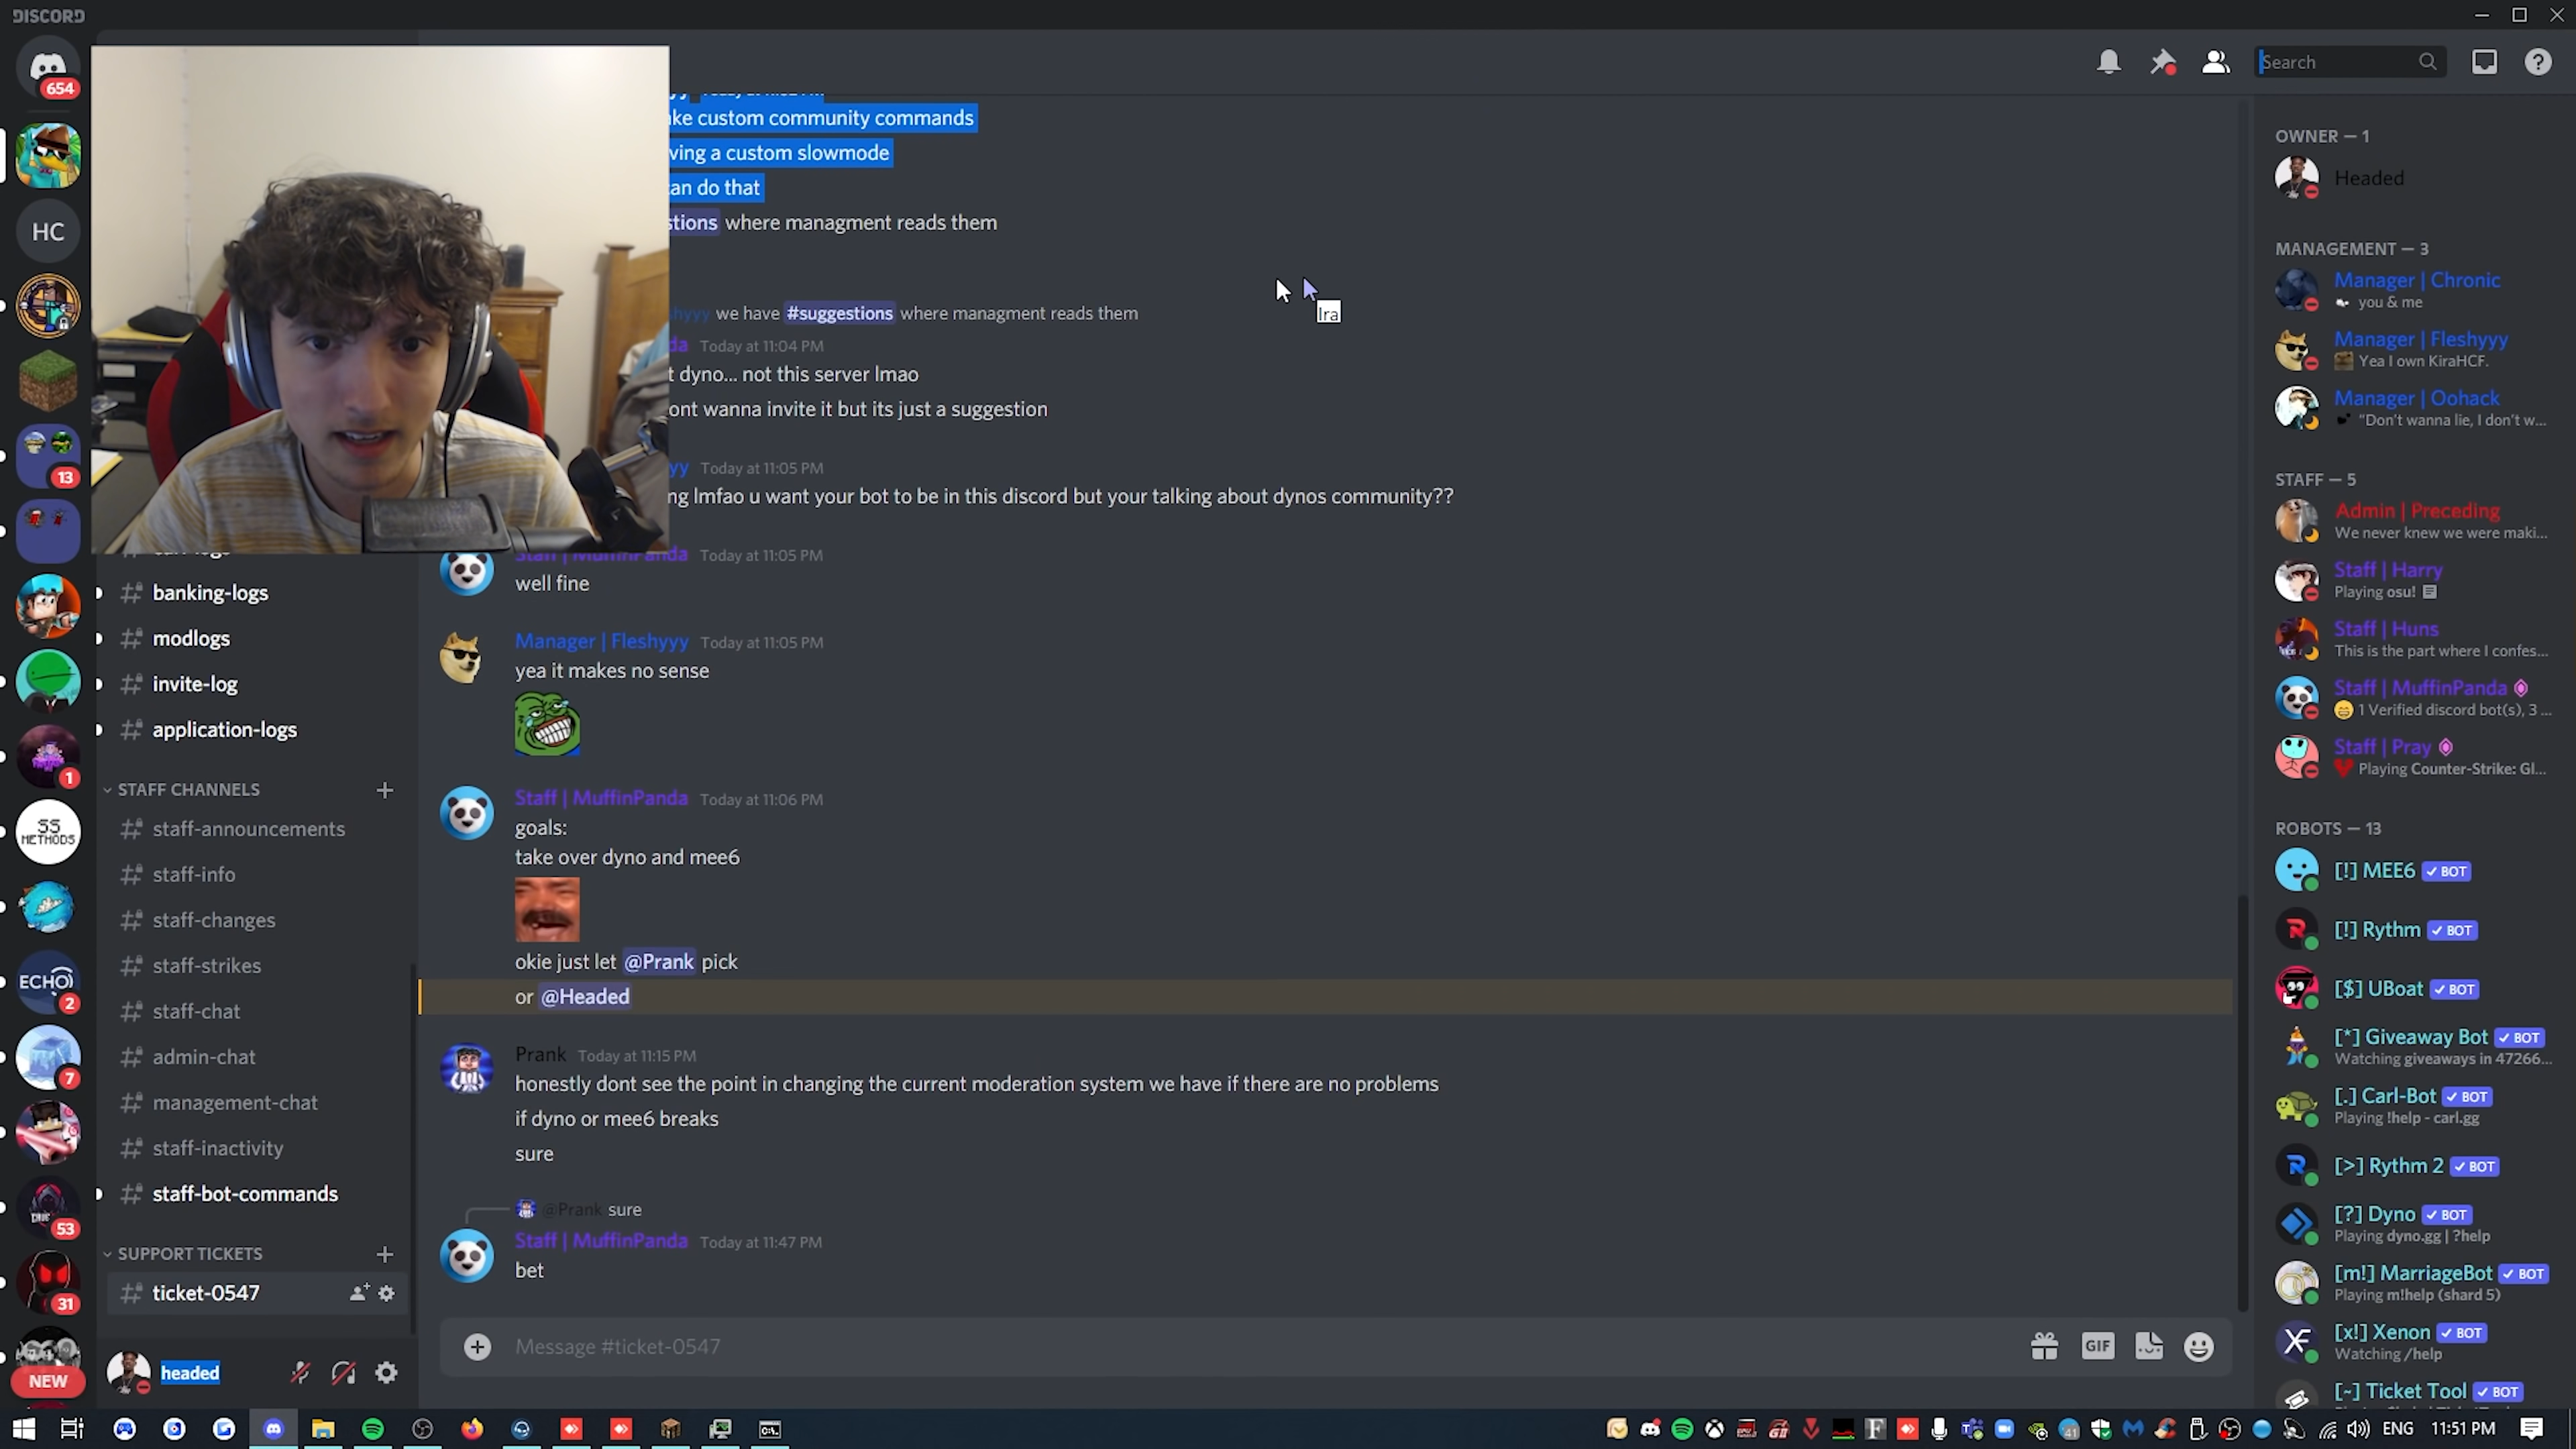 DISCORD
654
HC
13
1
SS
METHODS
ECHO
2
7
53
31
NEW
banking-logs
modlogs
invite-log
application-logs
STAFF CHANNELS
staff-announcements
staff-info
staff-changes
staff-strikes
staff-chat
admin-chat
management-chat
staff-inactivity
staff-bot-commands
SUPPORT TICKETS
ticket-0547
headed
custom community commands
a custom slowmode
do that
where managment reads them
we have #suggestions where managment reads them
Ira
Today at 11:04 PM
dyno... not this server lmao
wanna invite it but its just a suggestion
Today at 11:05 PM
lmfao u want your bot to be in this discord but your talking about dynos community??
Staff | MuffinPanda Today at 11:05 PM
well fine
Manager | Fleshyyy Today at 11:05 PM
yea it makes no sense
Staff | MuffinPanda Today at 11:06 PM
goals:
take over dyno and mee6
okie just let @Prank pick
or @Headed
Prank Today at 11:15 PM
honestly dont see the point in changing the current moderation system we have if there are no problems
if dyno or mee6 breaks
sure
@Prank sure
Staff | MuffinPanda Today at 11:47 PM
bet
Message #ticket-0547
GIF
Search
OWNER — 1
Headed
MANAGEMENT — 3
Manager | Chronic
you & me
Manager | Fleshyyy
Yea I own KiraHCF.
Manager | Oohack
“Don't wanna lie, I don't w...
STAFF — 5
Admin | Preceding
We never knew we were maki...
Staff | Harry
Playing osu!
Staff | Huns
This is the part where I confes...
Staff | MuffinPanda
1 Verified discord bot(s), 3 ...
Staff | Pray
Playing Counter-Strike: Gl...
ROBOTS — 13
[!] MEE6 BOT
[!] Rythm BOT
[$] UBoat BOT
[*] Giveaway Bot BOT
Watching giveaways in 47266...
[.] Carl-Bot BOT
Playing !help - carl.gg
[>] Rythm 2 BOT
[?] Dyno BOT
Playing dyno.gg | ?help
[m!] MarriageBot BOT
Playing m!help (shard 5)
[x!] Xenon BOT
Watching /help
[~] Ticket Tool BOT
41
ENG
11:51 PM